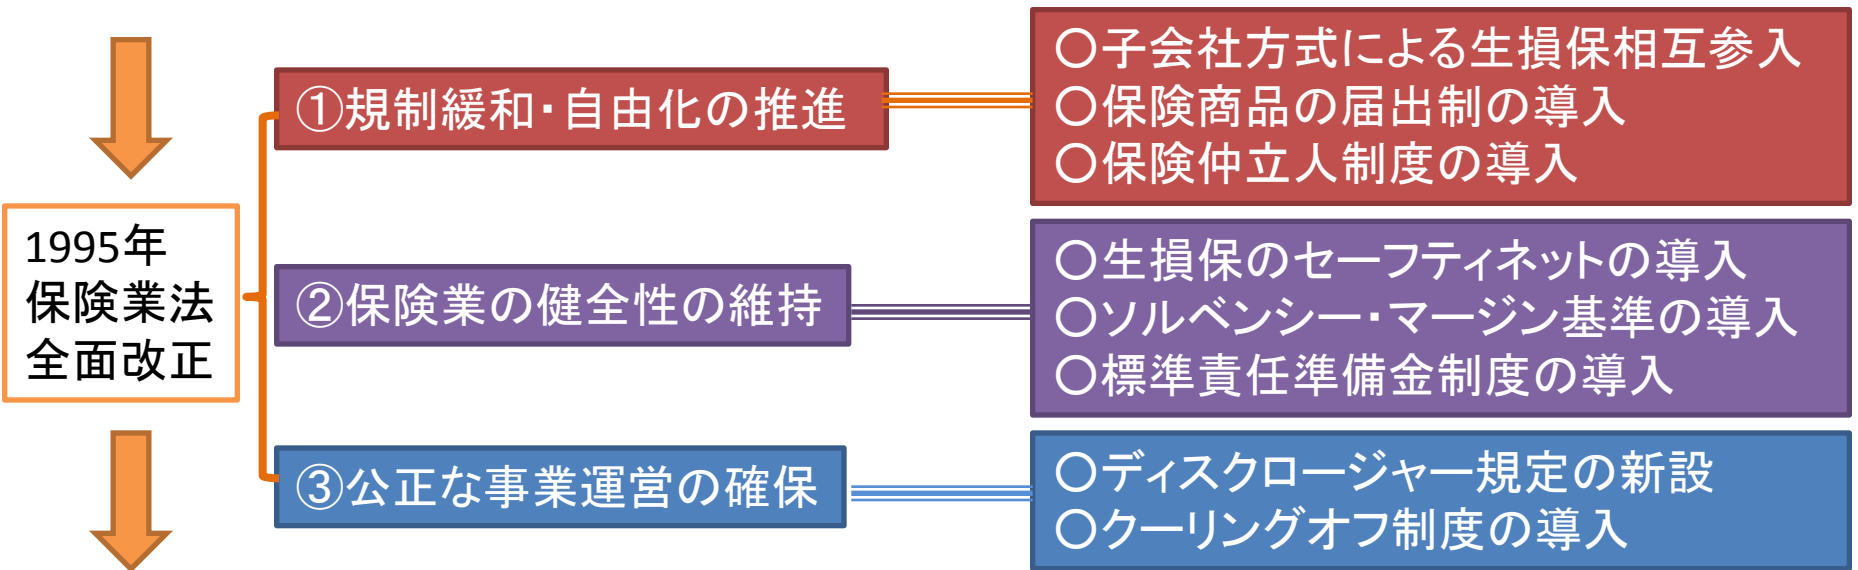 1995年
保険業法
全面改正
①規制緩和・自由化の推進
〇子会社方式による生損保相互参入
〇保険商品の届出制の導入
〇保険仲立人制度の導入
②保険業の健全性の維持
〇生損保のセーフティネットの導入
〇ソルベンシー・マージン基準の導入
〇標準責任準備金制度の導入
③公正な事業運営の確保
〇ディスクロージャー規定の新設
〇クーリングオフ制度の導入